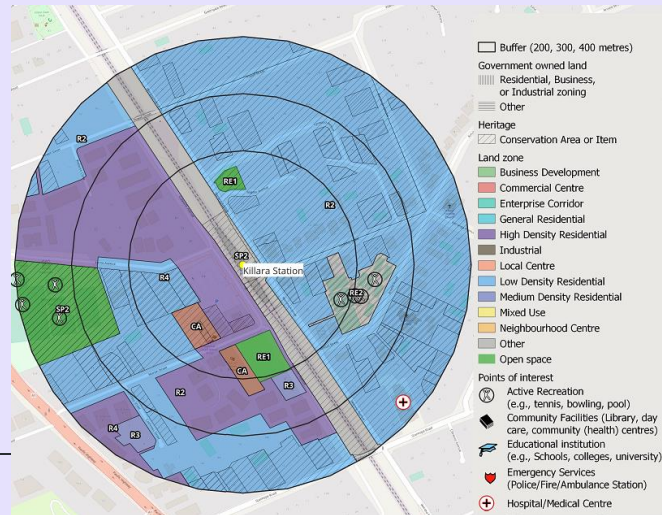 R2
RE1
R2
SP2
Killara Station
R4
SP2
RE2
CA
RE1
CA
R2
R3
R4
R3
Buffer (200, 300, 400 metres)
Government owned land
Residential, Business,
or Industrial zoning
Other
Heritage
Conservation Area or Item
Land zone
Business Development
Commercial Centre
Enterprise Corridor
General Residential
High Density Residential
Industrial
Local Centre
Low Density Residential
Medium Density Residential
Mixed Use
Neighbourhood Centre
Other
Open space
Points of interest
Active Recreation
(e.g., tennis, bowling, pool)
Community Facilities (Library, day
care, community (health) centres)
Educational institution
(e.g., Schools, colleges, university)
Emergency Services
(Police/Fire/Ambulance Station)
Hospital/Medical Centre